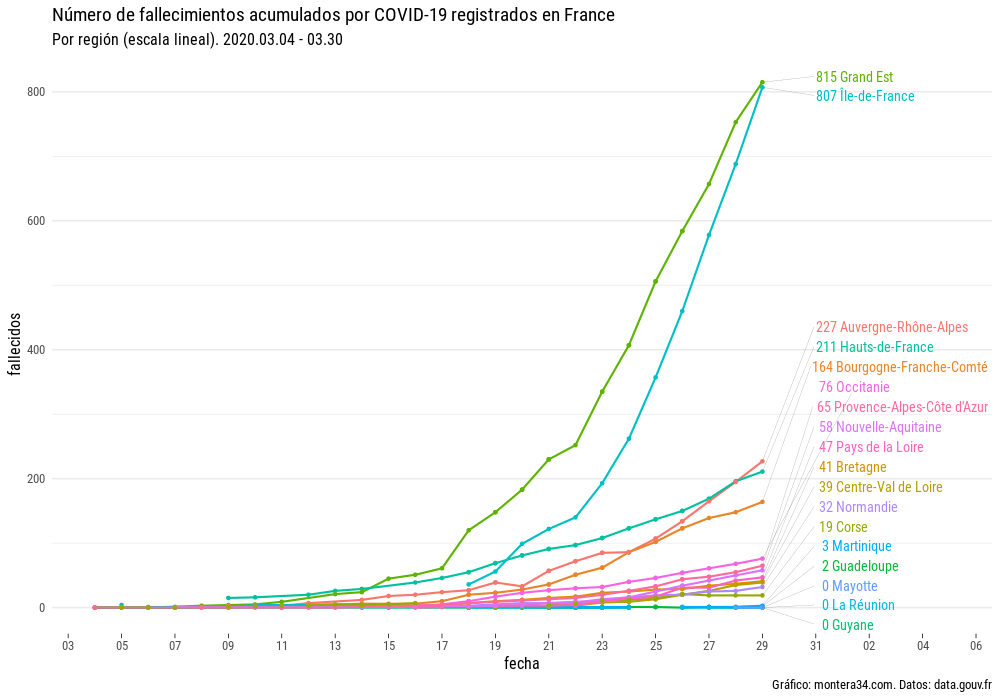 Número de fallecimientos acumulados por COVID-19 registrados en France
Por región (escala lineal). 2020.03.04 - 03.30
fallecidos
800
600
400
200
0
815 Grand Est
807 Île-de-France
227 Auvergne-Rhône-Alpes
211 Hauts-de-France
164 Bourgogne-Franche-Comté
76 Occitanie
65 Provence-Alpes-Côte d'Azur
58 Nouvelle-Aquitaine
47 Pays de la Loire
41 Bretagne
39 Centre-Val de Loire
32 Normandie
19 Corse
3 Martinique
2 Guadeloupe
0 Mayotte
0 La Réunion
0 Guyane
03 05 07 09 11 13 15 17 19 21 23 25 27 29 31 02 04 06
fecha
Gráfico: montera34.com. Datos: data.gouv.fr